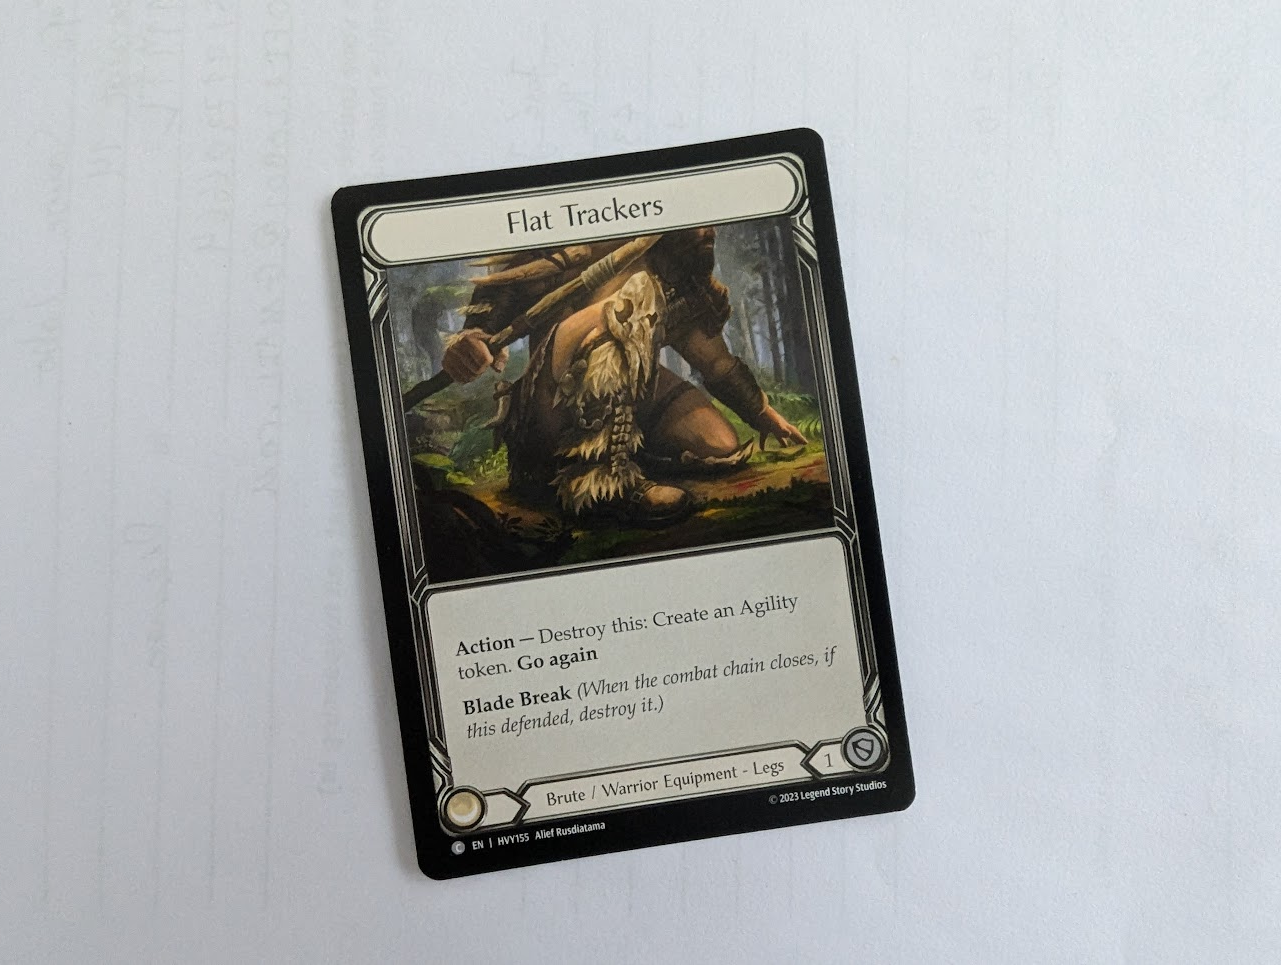 Flat Trackers
Action — Destroy this: Create an Agility
token. Go again
Blade Break (When the combat chain closes, if
this defended, destroy it.)
Brute / Warrior Equipment - Legs
1
C EN | HVY155 Alief Rusdiatama
© 2023 Legend Story Studios